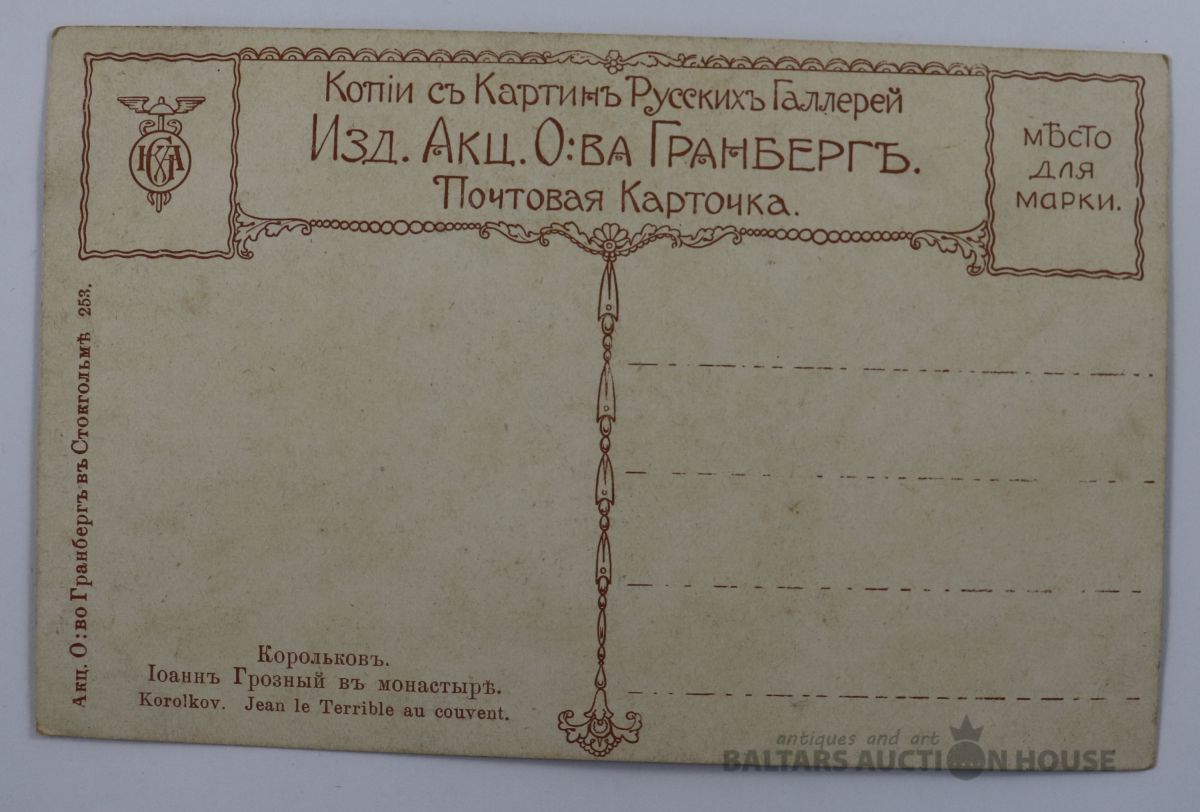 Копіи съ Картинъ Русскихъ Галлерей
Изд. Акц. О:ва Гранбергъ.
Почтовая Карточка.
мѣсто
для
марки.
Акц. О:во Гранбергъ въ Стокгольмѣ 253.
Корольковъ.
Іоаннъ Грозный въ монастырѣ.
Korolkov. Jean le Terrible au couvent.
antiques and art
BALTARS AUCTION HOUSE